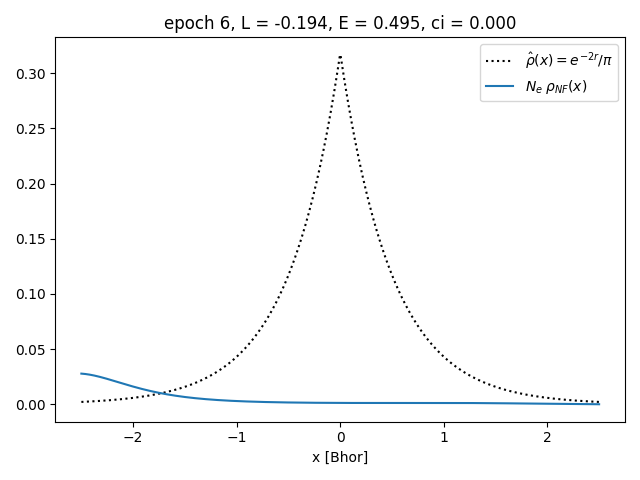 epoch 6, L = -0.194, E = 0.495, ci = 0.000
ρ̂(x) = e^{-2r}/π
N_e ρ_{NF}(x)
0.30
0.25
0.20
0.15
0.10
0.05
0.00
−2 −1 0 1 2
x [Bhor]